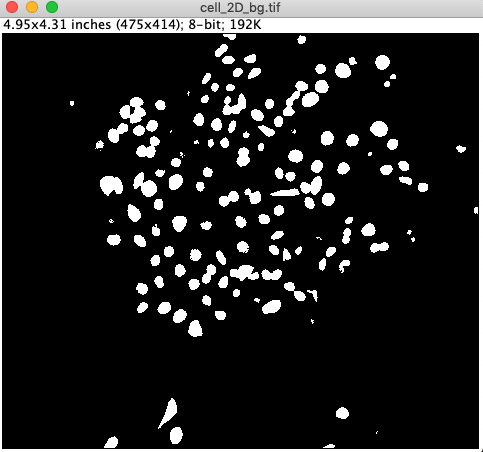 cell_2D_bg.tif
4.95x4.31 inches (475x414); 8-bit; 192K